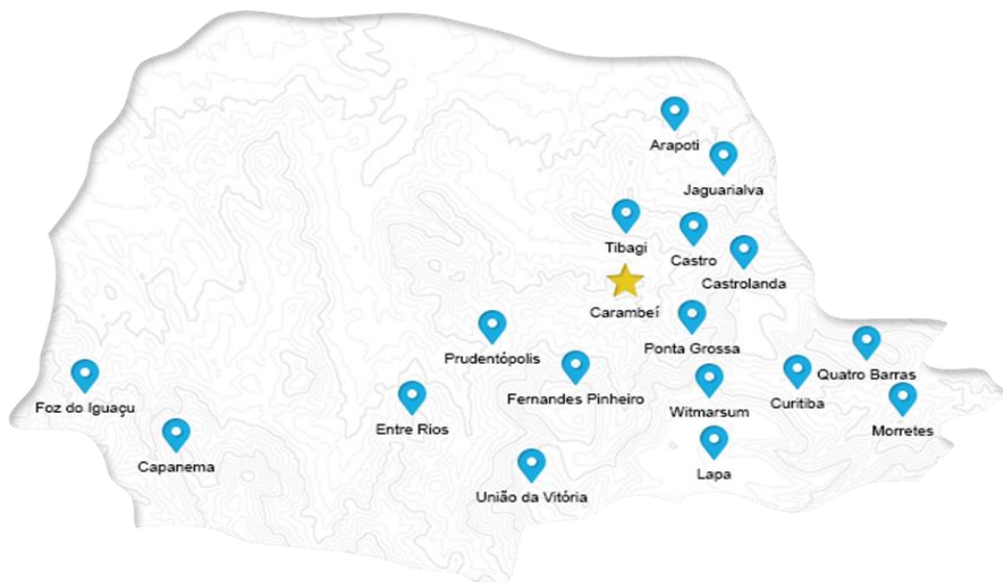 Arapoti
Jaguarialva
Tibagi
Castro
Castrolanda
Carambeí
Ponta Grossa
Prudentópolis
Quatro Barras
Fernandes Pinheiro
Curitiba
Foz do Iguaçu
Witmarsum
Entre Rios
Morretes
Capanema
Lapa
União da Vitória